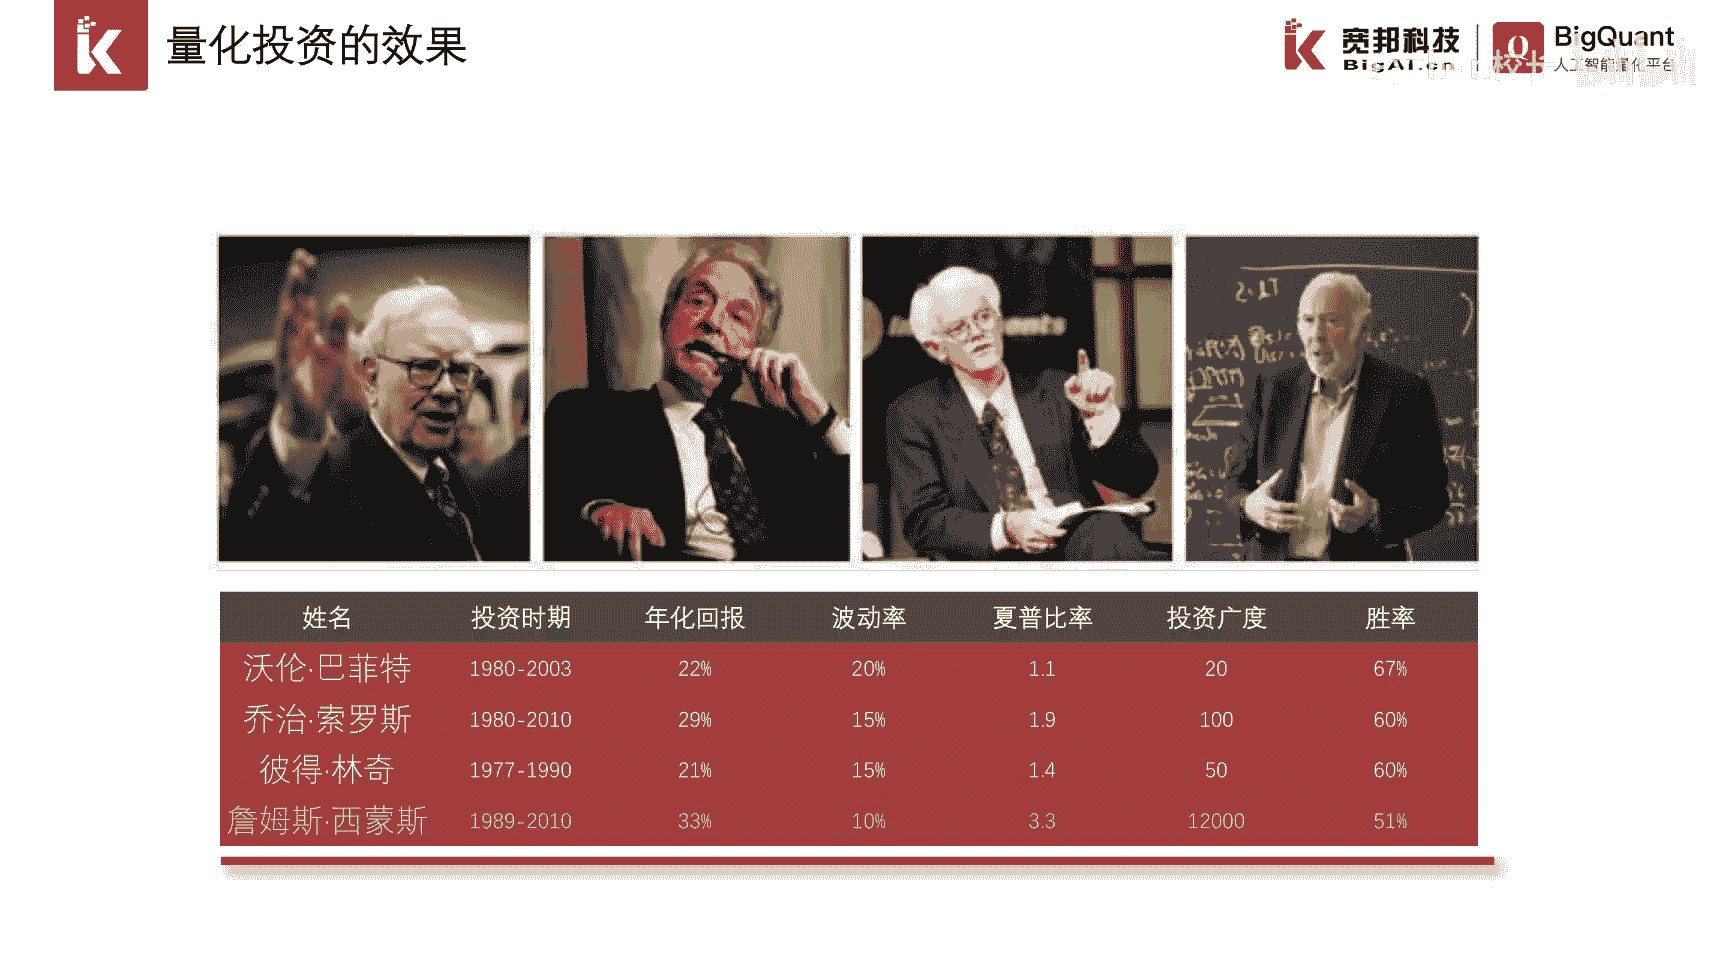 量化投资的效果
宽邦科技
BigAI.cn
BigQuant
人工智能量化平台
姓名 投资时期 年化回报 波动率 夏普比率 投资广度 胜率
沃伦·巴菲特 1980-2003 22% 20% 1.1 20 67%
乔治·索罗斯 1980-2010 29% 15% 1.9 100 60%
彼得·林奇 1977-1990 21% 15% 1.4 50 60%
詹姆斯·西蒙斯 1989-2010 33% 10% 3.3 12000 51%